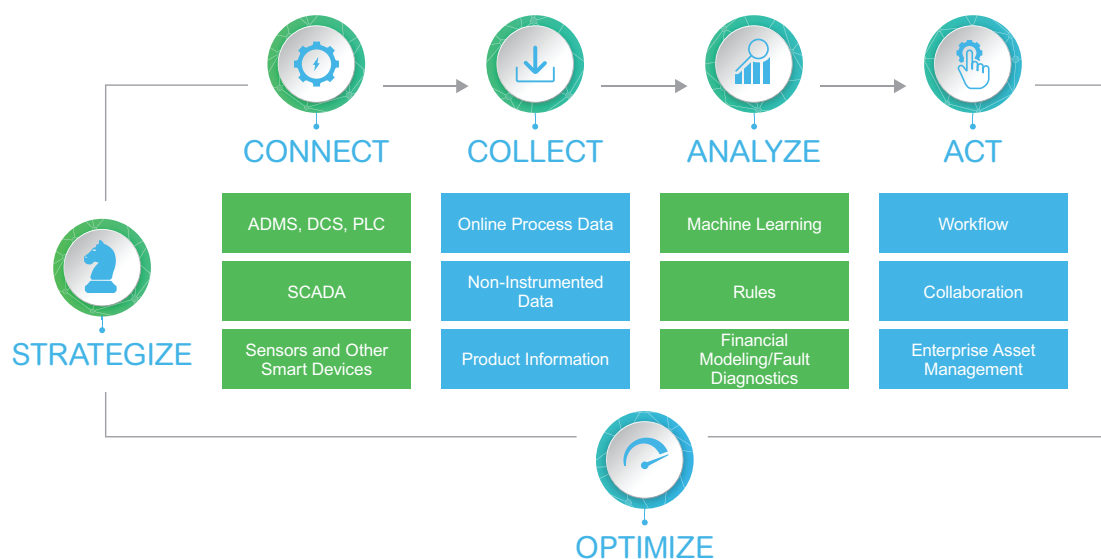 CONNECT
COLLECT
ANALYZE
ACT
ADMS, DCS, PLC
Online Process Data
Machine Learning
Workflow
SCADA
Non-Instrumented
Data
Rules
Collaboration
STRATEGIZE
Sensors and Other
Smart Devices
Product Information
Financial
Modeling/Fault
Diagnostics
Enterprise Asset
Management
OPTIMIZE